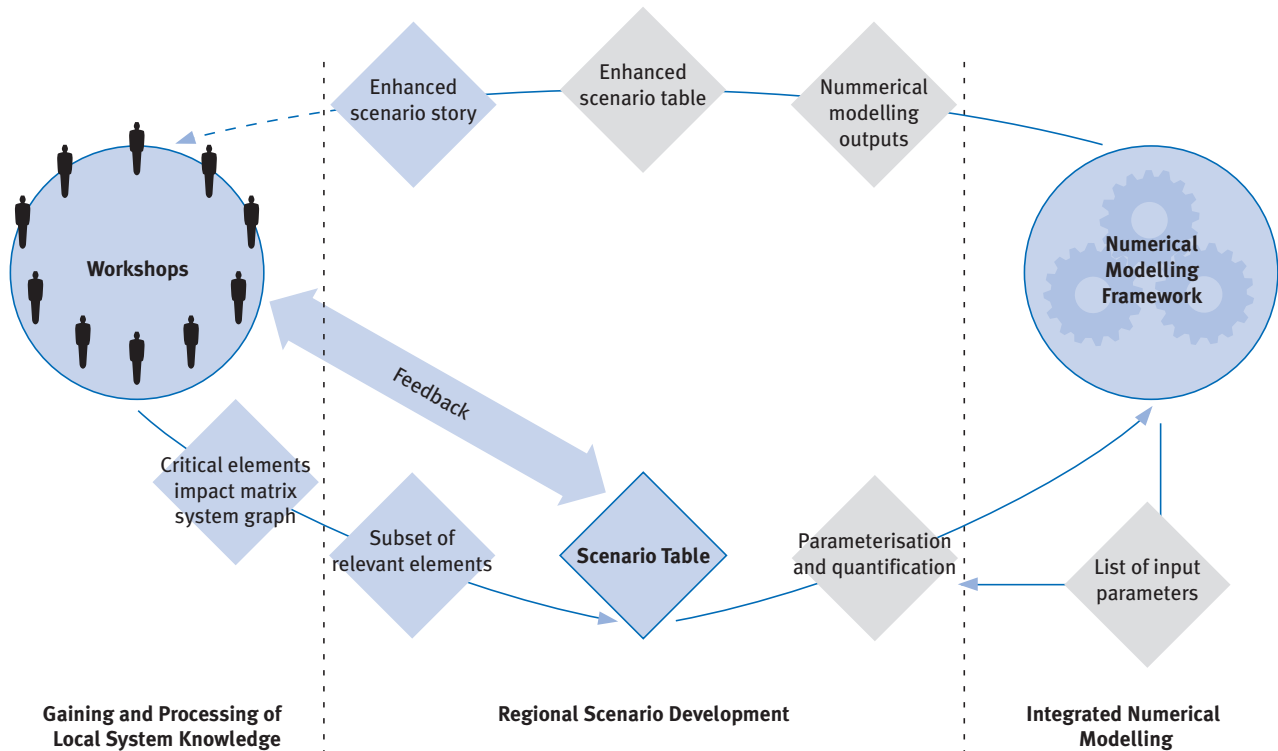 Enhanced
scenario story
Enhanced
scenario table
Nummerical
modelling
outputs
Workshops
Numerical
Modelling
Framework
Feedback
Critical elements
impact matrix
system graph
Subset of
relevant elements
Scenario Table
Parameterisation
and quantification
List of input
parameters
Gaining and Processing of
Local System Knowledge
Regional Scenario Development
Integrated Numerical
Modelling